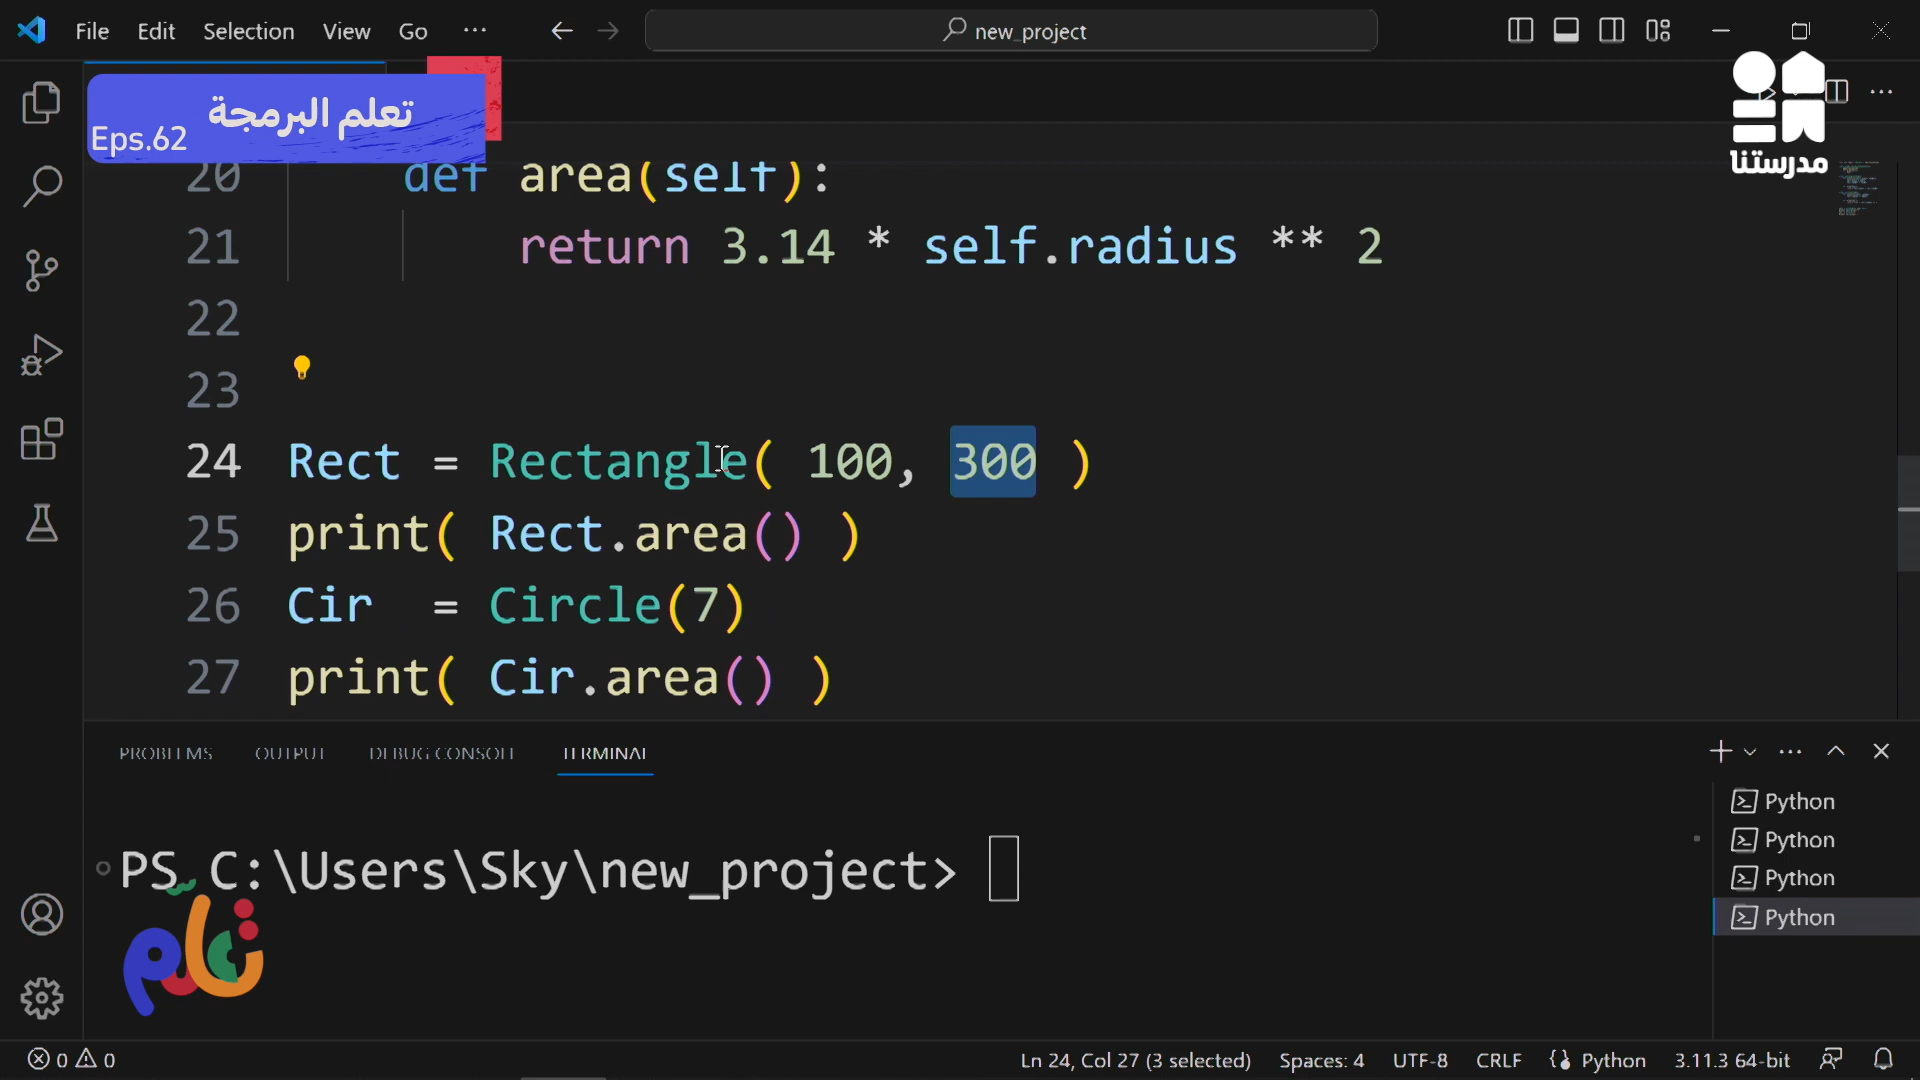 File Edit Selection View Go ... new_project
تعلم البرمجة
Eps.62
مدرستنا
20 def area(self):
21 return 3.14 * self.radius ** 2
22
23
24 Rect = Rectangle( 100, 300 )
25 print( Rect.area() )
26 Cir = Circle(7)
27 print( Cir.area() )
PROBLEMS OUTPUT DEBUG CONSOLE TERMINAL
Python
Python
Python
Python
PS C:\Users\Sky\new_project>
تعلم
0 0 Ln 24, Col 27 (3 selected) Spaces: 4 UTF-8 CRLF Python 3.11.3 64-bit